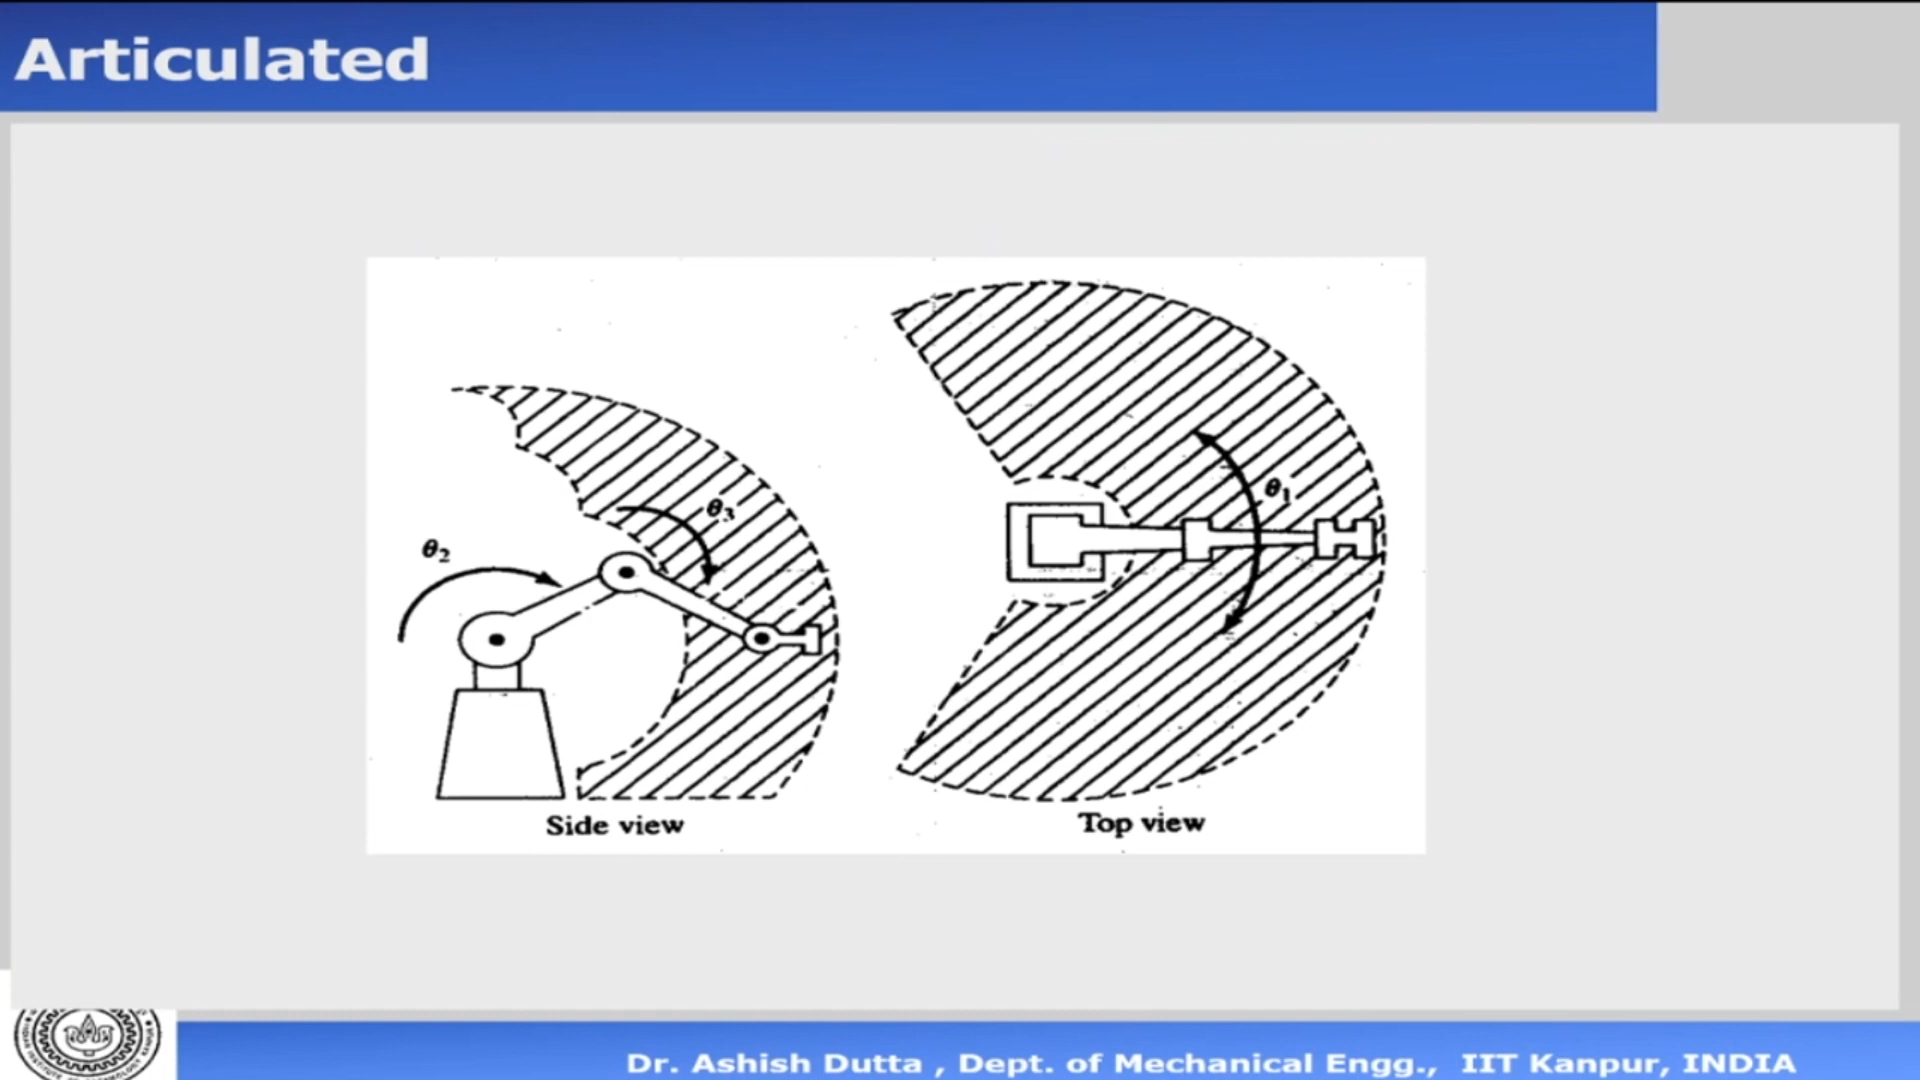 Articulated
θ2
θ3
θ1
Side view
Top view
Dr. Ashish Dutta , Dept. of Mechanical Engg., IIT Kanpur, INDIA